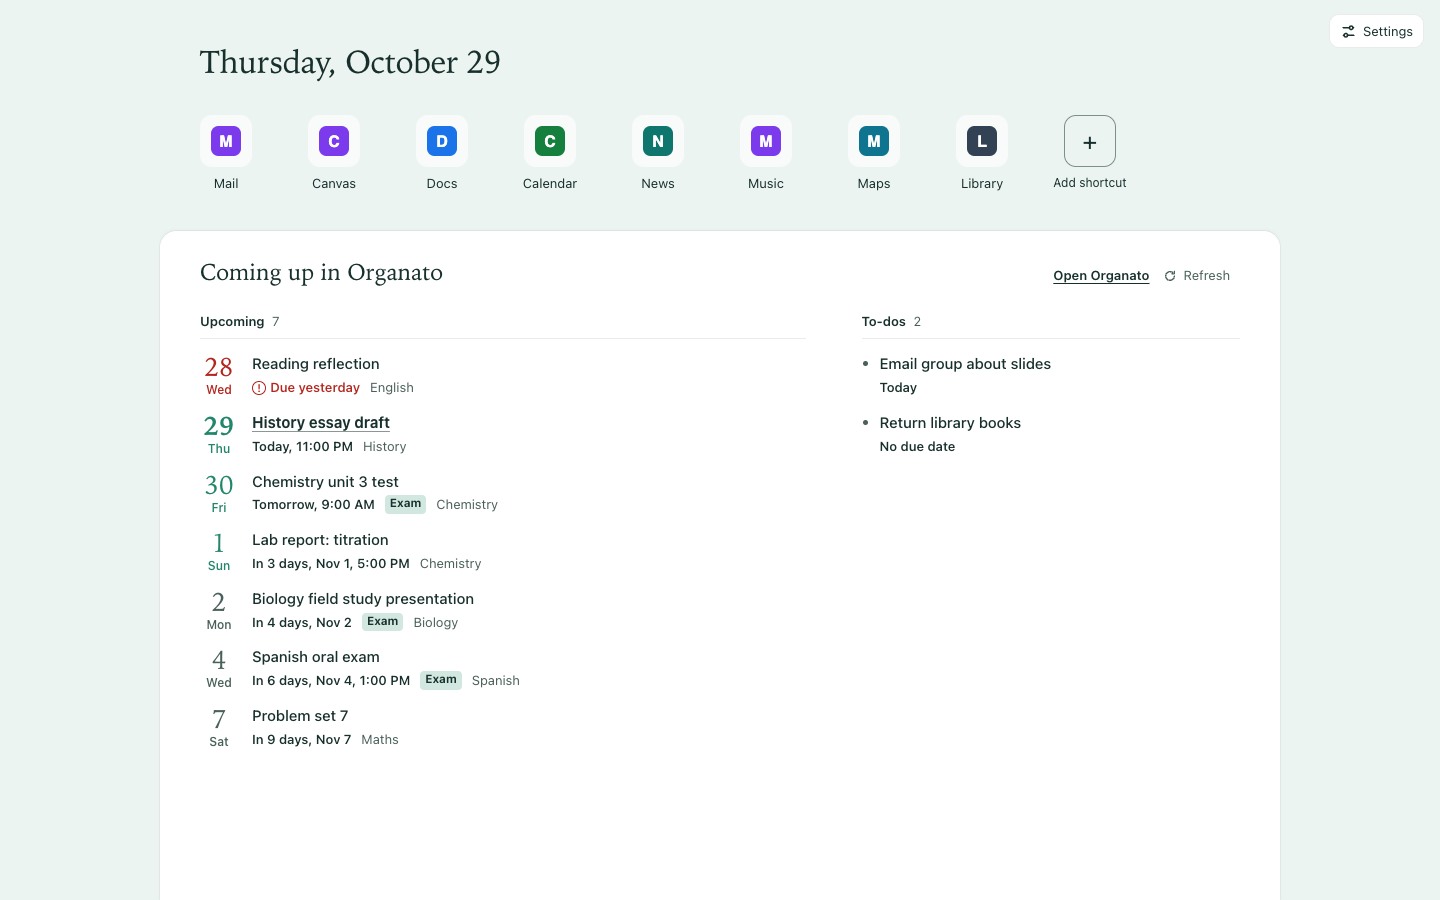 Settings
Thursday, October 29
M C D C N M M L +
Mail Canvas Docs Calendar News Music Maps Library Add shortcut
Coming up in Organato
Open Organato Refresh
Upcoming 7
28
Wed
Reading reflection
Due yesterday English
29
Thu
History essay draft
Today, 11:00 PM History
30
Fri
Chemistry unit 3 test
Tomorrow, 9:00 AM Exam Chemistry
1
Sun
Lab report: titration
In 3 days, Nov 1, 5:00 PM Chemistry
2
Mon
Biology field study presentation
In 4 days, Nov 2 Exam Biology
4
Wed
Spanish oral exam
In 6 days, Nov 4, 1:00 PM Exam Spanish
7
Sat
Problem set 7
In 9 days, Nov 7 Maths
To-dos 2
• Email group about slides
Today
• Return library books
No due date